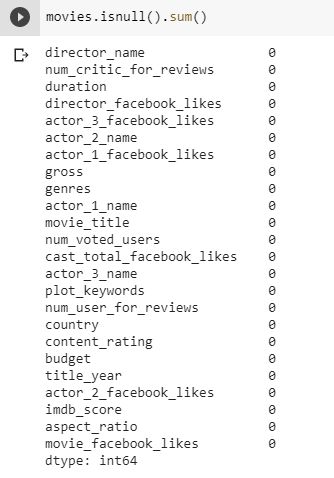 movies.isnull().sum()
director_name 0
num_critic_for_reviews 0
duration 0
director_facebook_likes 0
actor_3_facebook_likes 0
actor_2_name 0
actor_1_facebook_likes 0
gross 0
genres 0
actor_1_name 0
movie_title 0
num_voted_users 0
cast_total_facebook_likes 0
actor_3_name 0
plot_keywords 0
num_user_for_reviews 0
country 0
content_rating 0
budget 0
title_year 0
actor_2_facebook_likes 0
imdb_score 0
aspect_ratio 0
movie_facebook_likes 0
dtype: int64